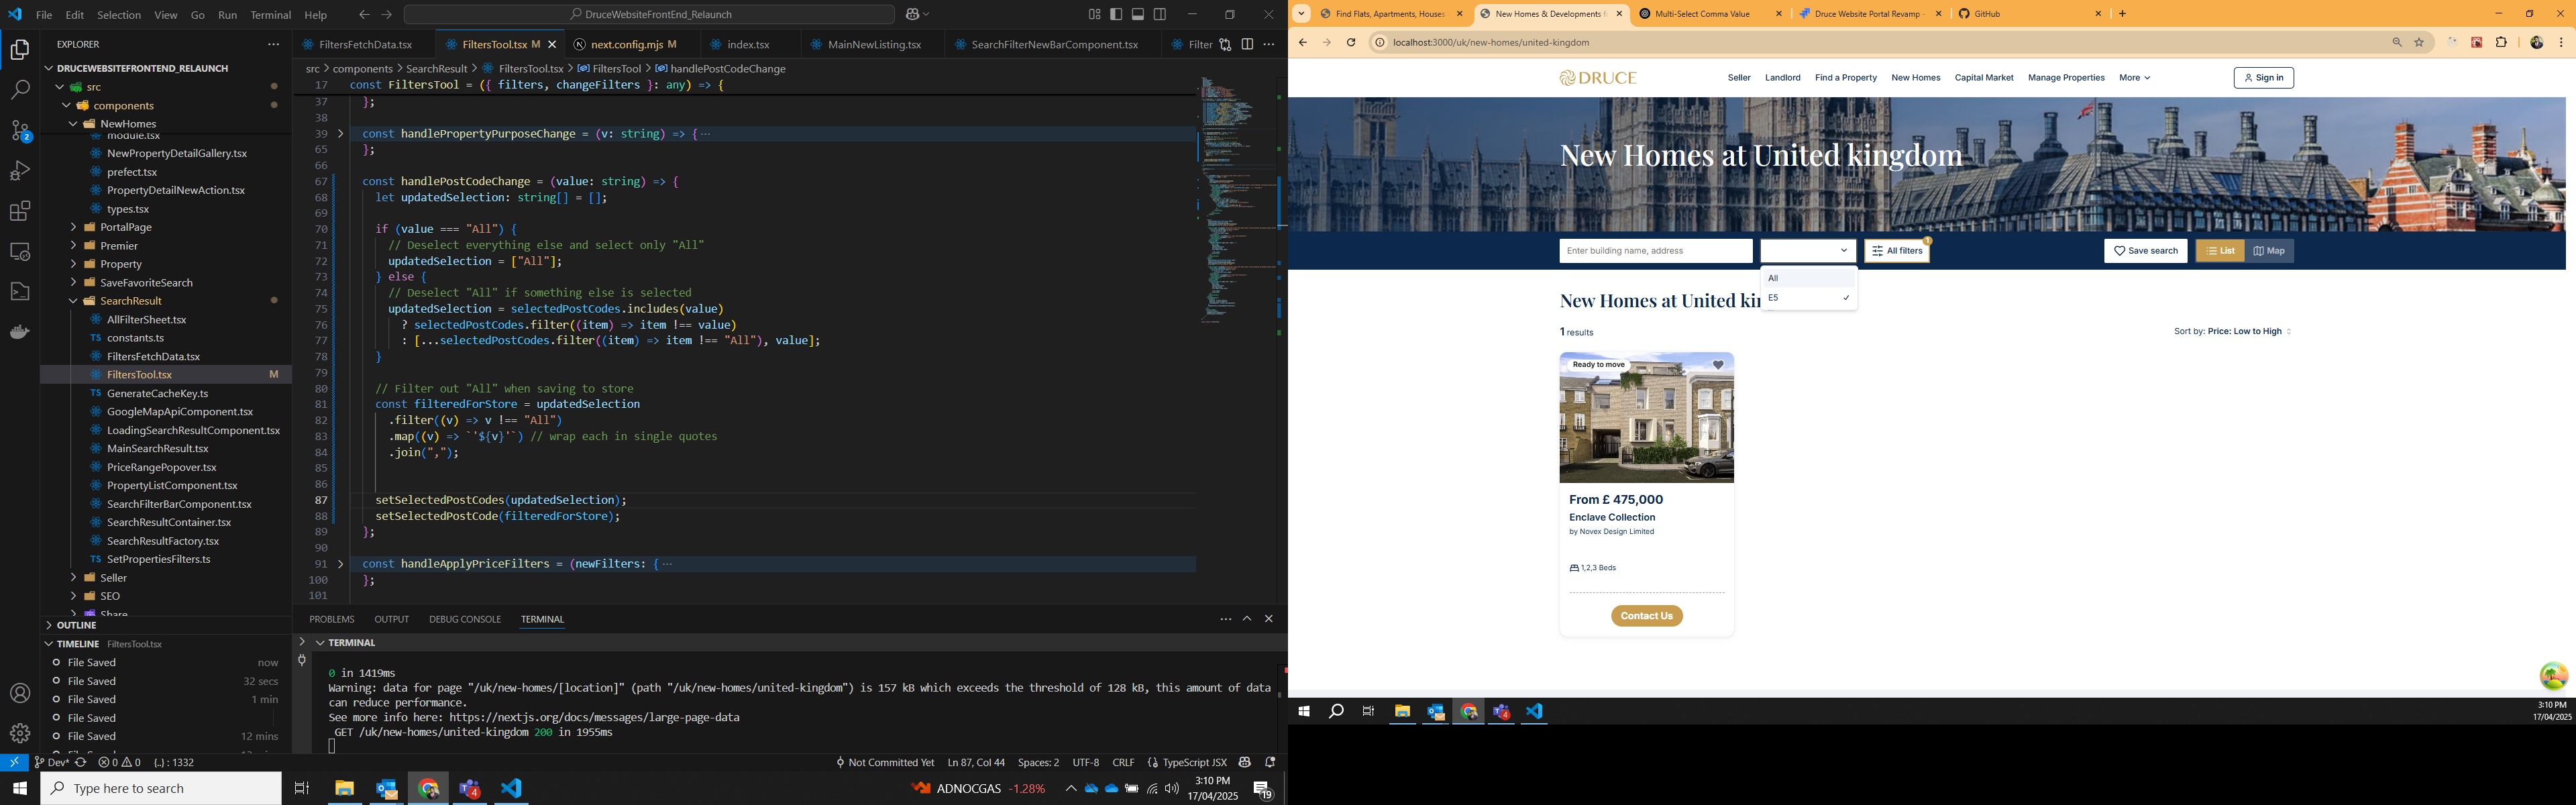 File Edit Selection View Go Run Terminal Help
DruceWebsiteFrontEnd_Relaunch
EXPLORER
DRUCEWEBSITEFRONTEND_RELAUNCH
src
components
NewHomes
module.tsx
NewPropertyDetailGallery.tsx
prefect.tsx
PropertyDetailNewAction.tsx
types.tsx
PortalPage
Premier
Property
SaveFavoriteSearch
SearchResult
AllFilterSheet.tsx
TS constants.ts
FiltersFetchData.tsx
FiltersTool.tsx M
TS GenerateCacheKey.ts
GoogleMapApiComponent.tsx
LoadingSearchResultComponent.tsx
MainSearchResult.tsx
PriceRangePopover.tsx
PropertyListComponent.tsx
SearchFilterBarComponent.tsx
SearchResultContainer.tsx
SearchResultFactory.tsx
TS SetPropertiesFilters.ts
Seller
SEO
Share
OUTLINE
TIMELINE FiltersTool.tsx
File Saved now
File Saved 32 secs
File Saved 1 min
File Saved
File Saved 12 mins
FiltersFetchData.tsx FiltersTool.tsx M next.config.mjs M index.tsx MainNewListing.tsx SearchFilterNewBarComponent.tsx Filter
src > components > SearchResult > FiltersTool.tsx > FiltersTool > handlePostCodeChange
17 const FiltersTool = ({ filters, changeFilters }: any) => {
37 };
38
39 const handlePropertyPurposeChange = (v: string) => {···
65 };
66
67 const handlePostCodeChange = (value: string) => {
68 let updatedSelection: string[] = [];
69
70 if (value === "All") {
71 // Deselect everything else and select only "All"
72 updatedSelection = ["All"];
73 } else {
74 // Deselect "All" if something else is selected
75 updatedSelection = selectedPostCodes.includes(value)
76 ? selectedPostCodes.filter((item) => item !== value)
77 : [...selectedPostCodes.filter((item) => item !== "All"), value];
78 }
79
80 // Filter out "All" when saving to store
81 const filteredForStore = updatedSelection
82 .filter((v) => v !== "All")
83 .map((v) => `'${v}'`) // wrap each in single quotes
84 .join(",");
85
86
87 setSelectedPostCodes(updatedSelection);
88 setSelectedPostCode(filteredForStore);
89 };
90
91 const handleApplyPriceFilters = (newFilters: {···
100 };
101
PROBLEMS OUTPUT DEBUG CONSOLE TERMINAL
TERMINAL
0 in 1419ms
Warning: data for page "/uk/new-homes/[location]" (path "/uk/new-homes/united-kingdom") is 157 kB which exceeds the threshold of 128 kB, this amount of data
can reduce performance.
See more info here: https://nextjs.org/docs/messages/large-page-data
GET /uk/new-homes/united-kingdom 200 in 1955ms
Dev* 0 0 {..} : 1332 Not Committed Yet Ln 87, Col 44 Spaces: 2 UTF-8 CRLF TypeScript JSX
Type here to search
4
ADNOCGAS -1.28%
3:10 PM
17/04/2025
19
Find Flats, Apartments, Houses New Homes & Developments f Multi-Select Comma Value Druce Website Portal Revamp - GitHub
localhost:3000/uk/new-homes/united-kingdom
DRUCE
Seller Landlord Find a Property New Homes Capital Market Manage Properties More
Sign in
New Homes at United kingdom
Enter building name, address
All filters 1
Save search
List Map
All
E5
New Homes at United kin
1 results
Sort by: Price: Low to High
Ready to move
From £ 475,000
Enclave Collection
by Novex Design Limited
1,2,3 Beds
Contact Us
4
3:10 PM
17/04/2025